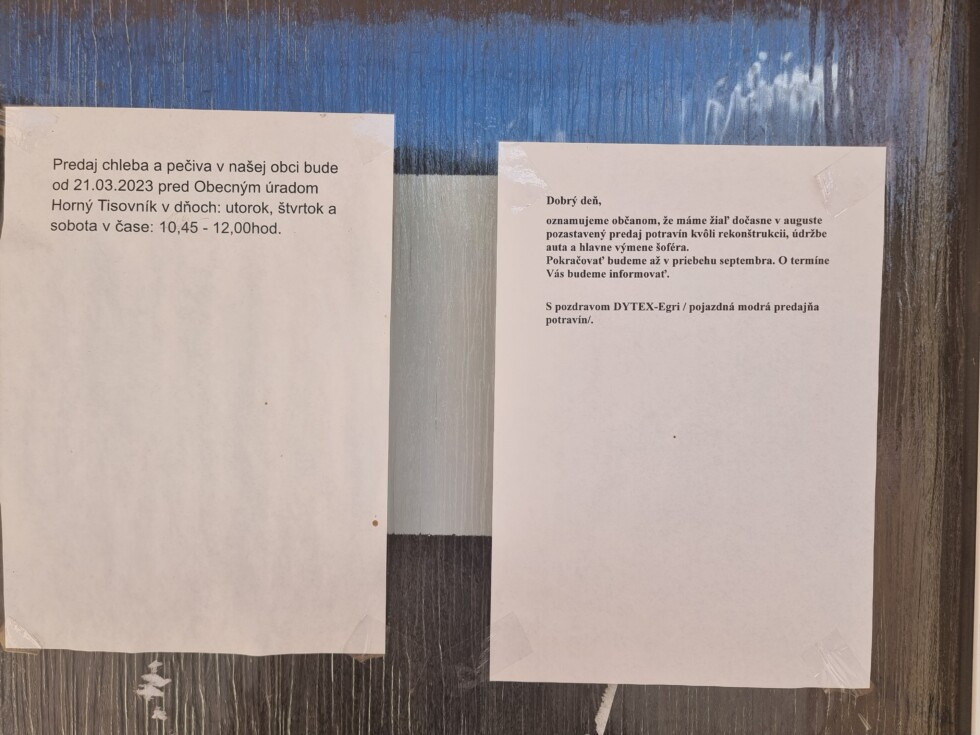 Predaj chleba a pečiva v našej obci bude
od 21.03.2023 pred Obecným úradom
Horný Tisovník v dňoch: utorok, štvrtok a
sobota v čase: 10,45 - 12,00hod.
Dobrý deň,
oznamujeme občanom, že máme žiaľ dočasne v auguste
pozastavený predaj potravín kvôli rekonštrukcii, údržbe
auta a hlavne výmene šoféra.
Pokračovať budeme až v priebehu septembra. O termíne
Vás budeme informovať.
S pozdravom DYTEX-Egri / pojazdná modrá predajňa
potravín/.